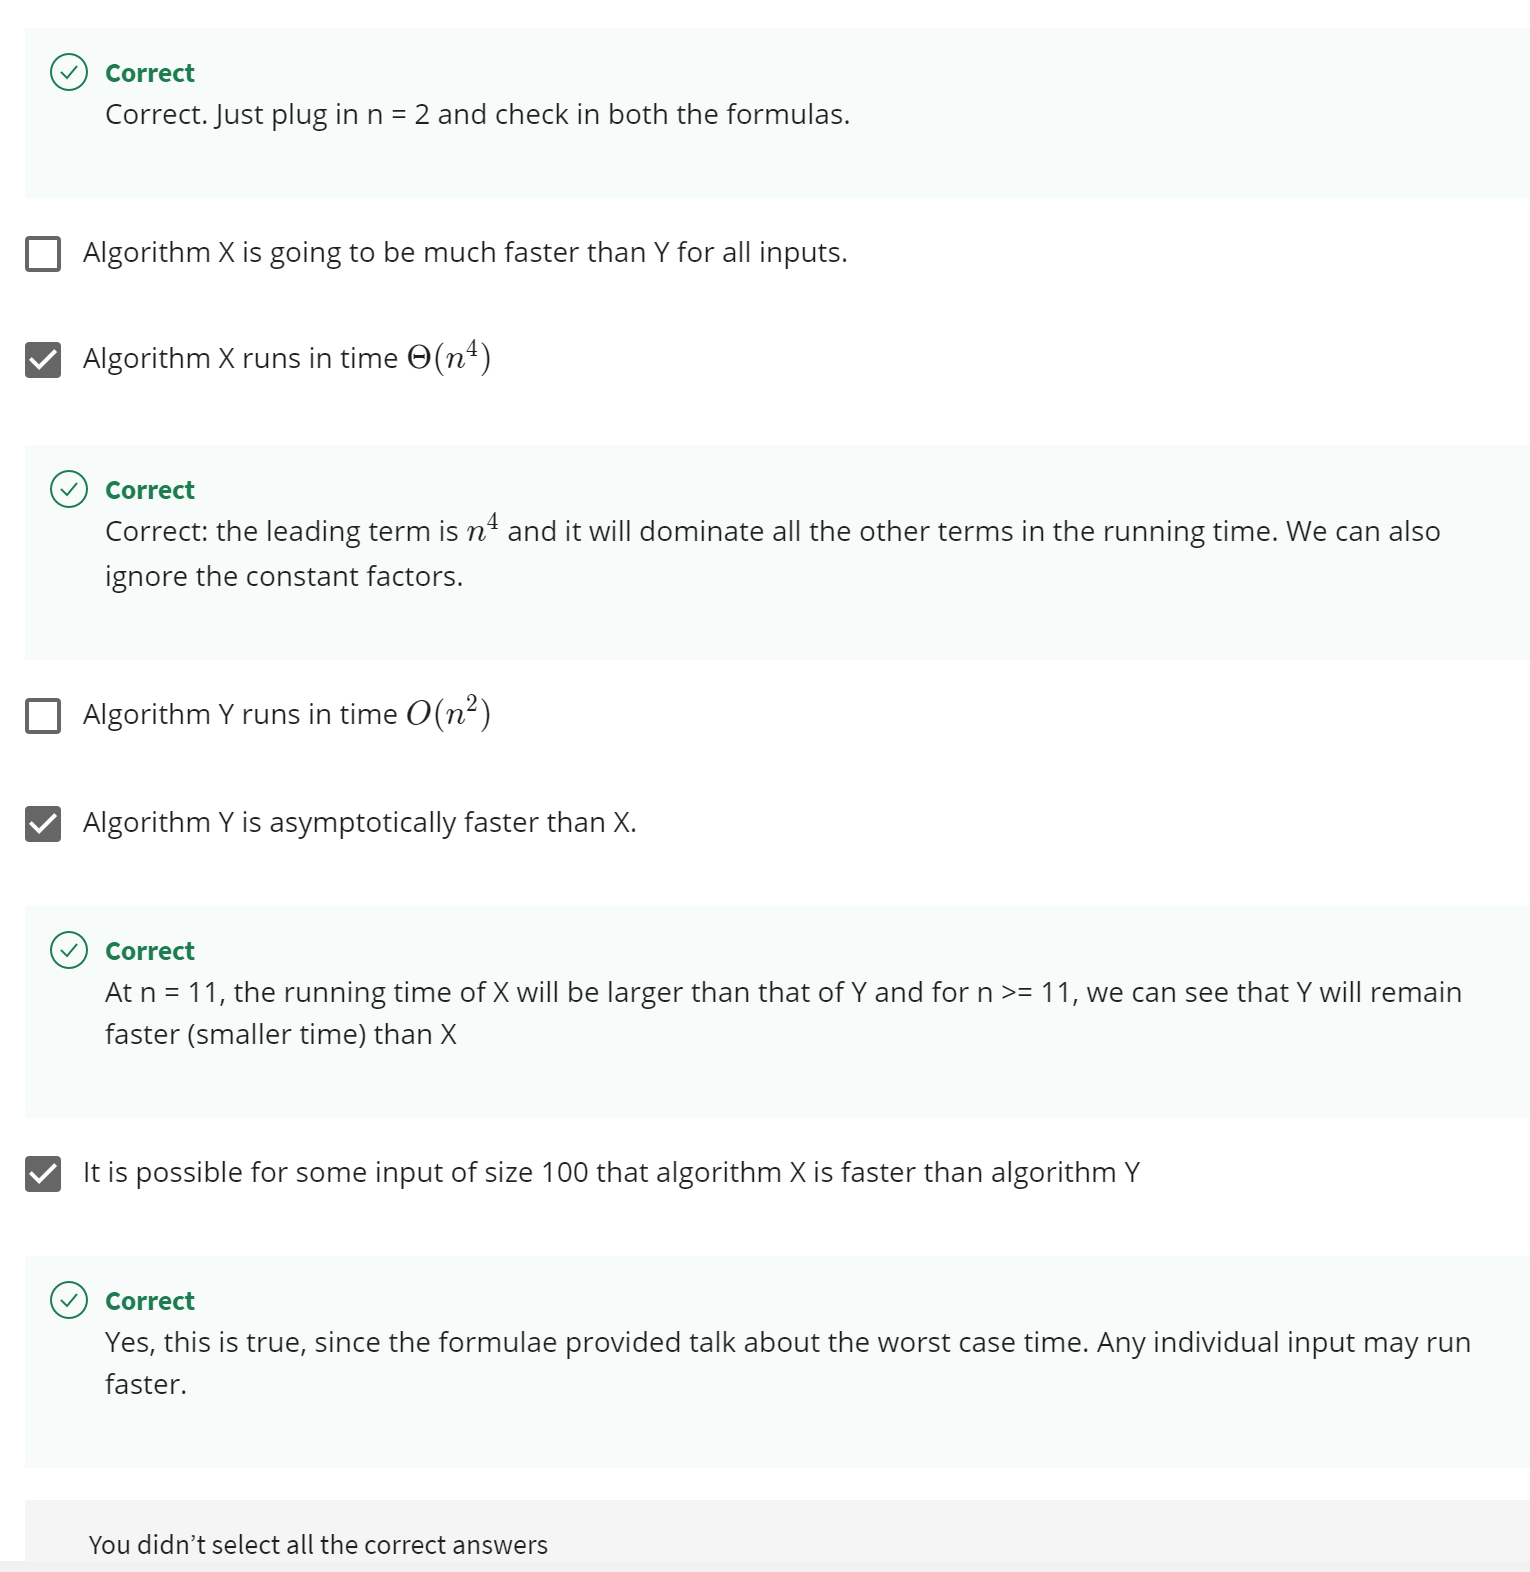 Correct
Correct. Just plug in n = 2 and check in both the formulas.
Algorithm X is going to be much faster than Y for all inputs.
Algorithm X runs in time Θ(n⁴)
Correct
Correct: the leading term is n⁴ and it will dominate all the other terms in the running time. We can also
ignore the constant factors.
Algorithm Y runs in time O(n²)
Algorithm Y is asymptotically faster than X.
Correct
At n = 11, the running time of X will be larger than that of Y and for n >= 11, we can see that Y will remain
faster (smaller time) than X
It is possible for some input of size 100 that algorithm X is faster than algorithm Y
Correct
Yes, this is true, since the formulae provided talk about the worst case time. Any individual input may run
faster.
You didn’t select all the correct answers